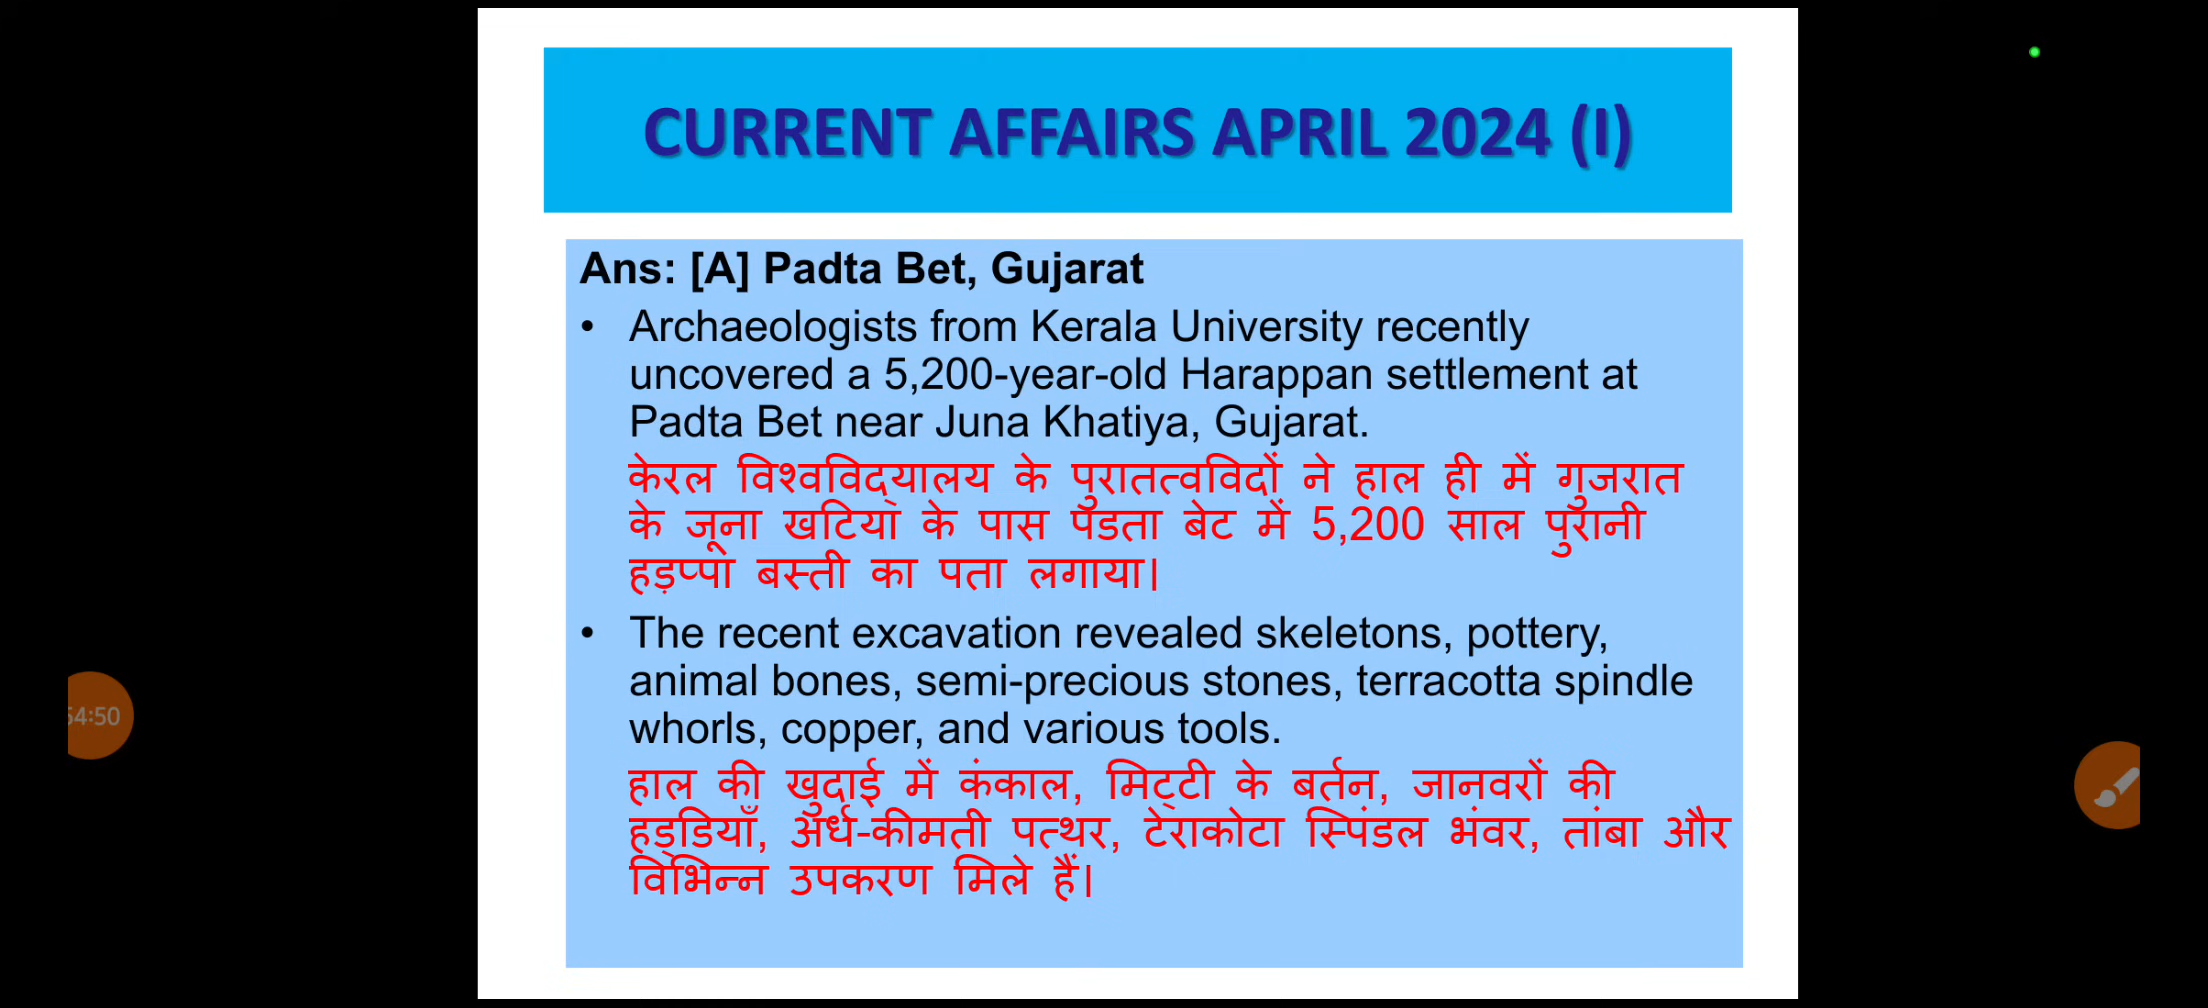 CURRENT AFFAIRS APRIL 2024 (I)
Ans: [A] Padta Bet, Gujarat
• Archaeologists from Kerala University recently
uncovered a 5,200-year-old Harappan settlement at
Padta Bet near Juna Khatiya, Gujarat.
केरल विश्वविद्यालय के पुरातत्वविदों ने हाल ही में गुजरात
के जूना खटिया के पास पडता बेट में 5,200 साल पुरानी
हड़प्पा बस्ती का पता लगाया।
• The recent excavation revealed skeletons, pottery,
animal bones, semi-precious stones, terracotta spindle
whorls, copper, and various tools.
हाल की खुदाई में कंकाल, मिट्टी के बर्तन, जानवरों की
हड्डियाँ, अर्ध-कीमती पत्थर, टेराकोटा स्पिंडल भंवर, तांबा और
विभिन्न उपकरण मिले हैं।
54:50